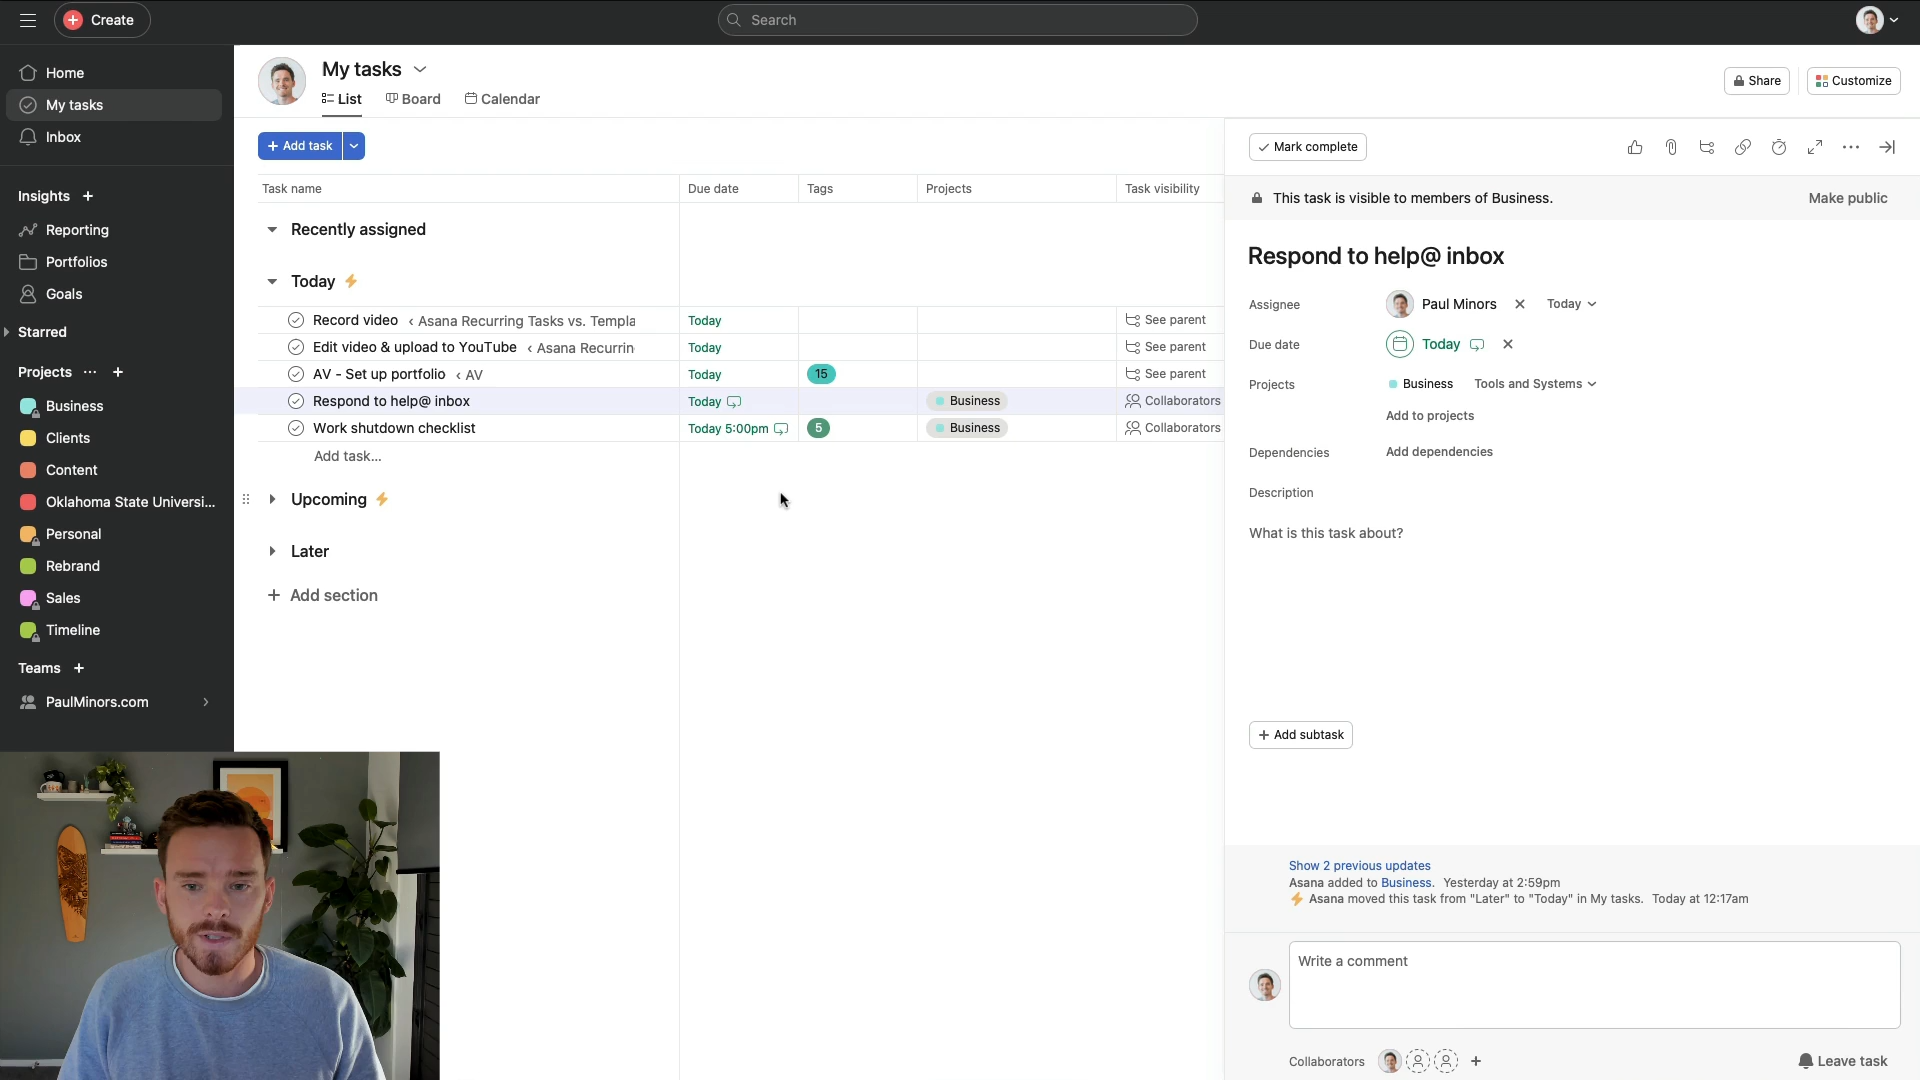 Create
Search
Home
My tasks
Inbox
Insights +
Reporting
Portfolios
Goals
Starred
Projects ... +
Business
Clients
Content
Oklahoma State Universi...
Personal
Rebrand
Sales
Timeline
Teams +
PaulMinors.com
My tasks
List Board Calendar
Share Customize
+ Add task
Task name Due date Tags Projects Task visibility
Recently assigned
Today
Record video ‹ Asana Recurring Tasks vs. Templa Today See parent
Edit video & upload to YouTube ‹ Asana Recurrin Today See parent
AV - Set up portfolio ‹ AV Today 15 See parent
Respond to help@ inbox Today Business Collaborators
Work shutdown checklist Today 5:00pm 5 Business Collaborators
Add task...
Upcoming
Later
+ Add section
Mark complete
This task is visible to members of Business. Make public
Respond to help@ inbox
Assignee Paul Minors Today
Due date Today
Projects Business Tools and Systems
Add to projects
Dependencies Add dependencies
Description
What is this task about?
+ Add subtask
Show 2 previous updates
Asana added to Business. Yesterday at 2:59pm
Asana moved this task from "Later" to "Today" in My tasks. Today at 12:17am
Write a comment
Collaborators + Leave task